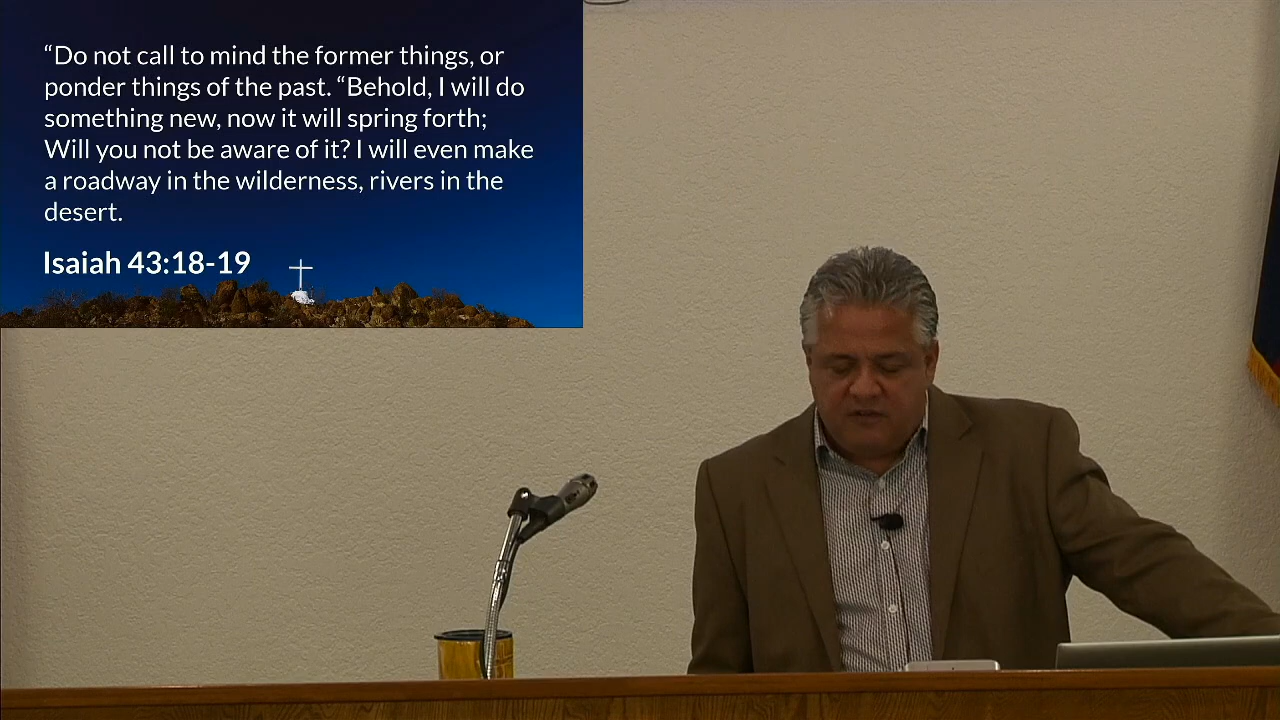 “Do not call to mind the former things, or
ponder things of the past. “Behold, I will do
something new, now it will spring forth;
Will you not be aware of it? I will even make
a roadway in the wilderness, rivers in the
desert.
Isaiah 43:18-19